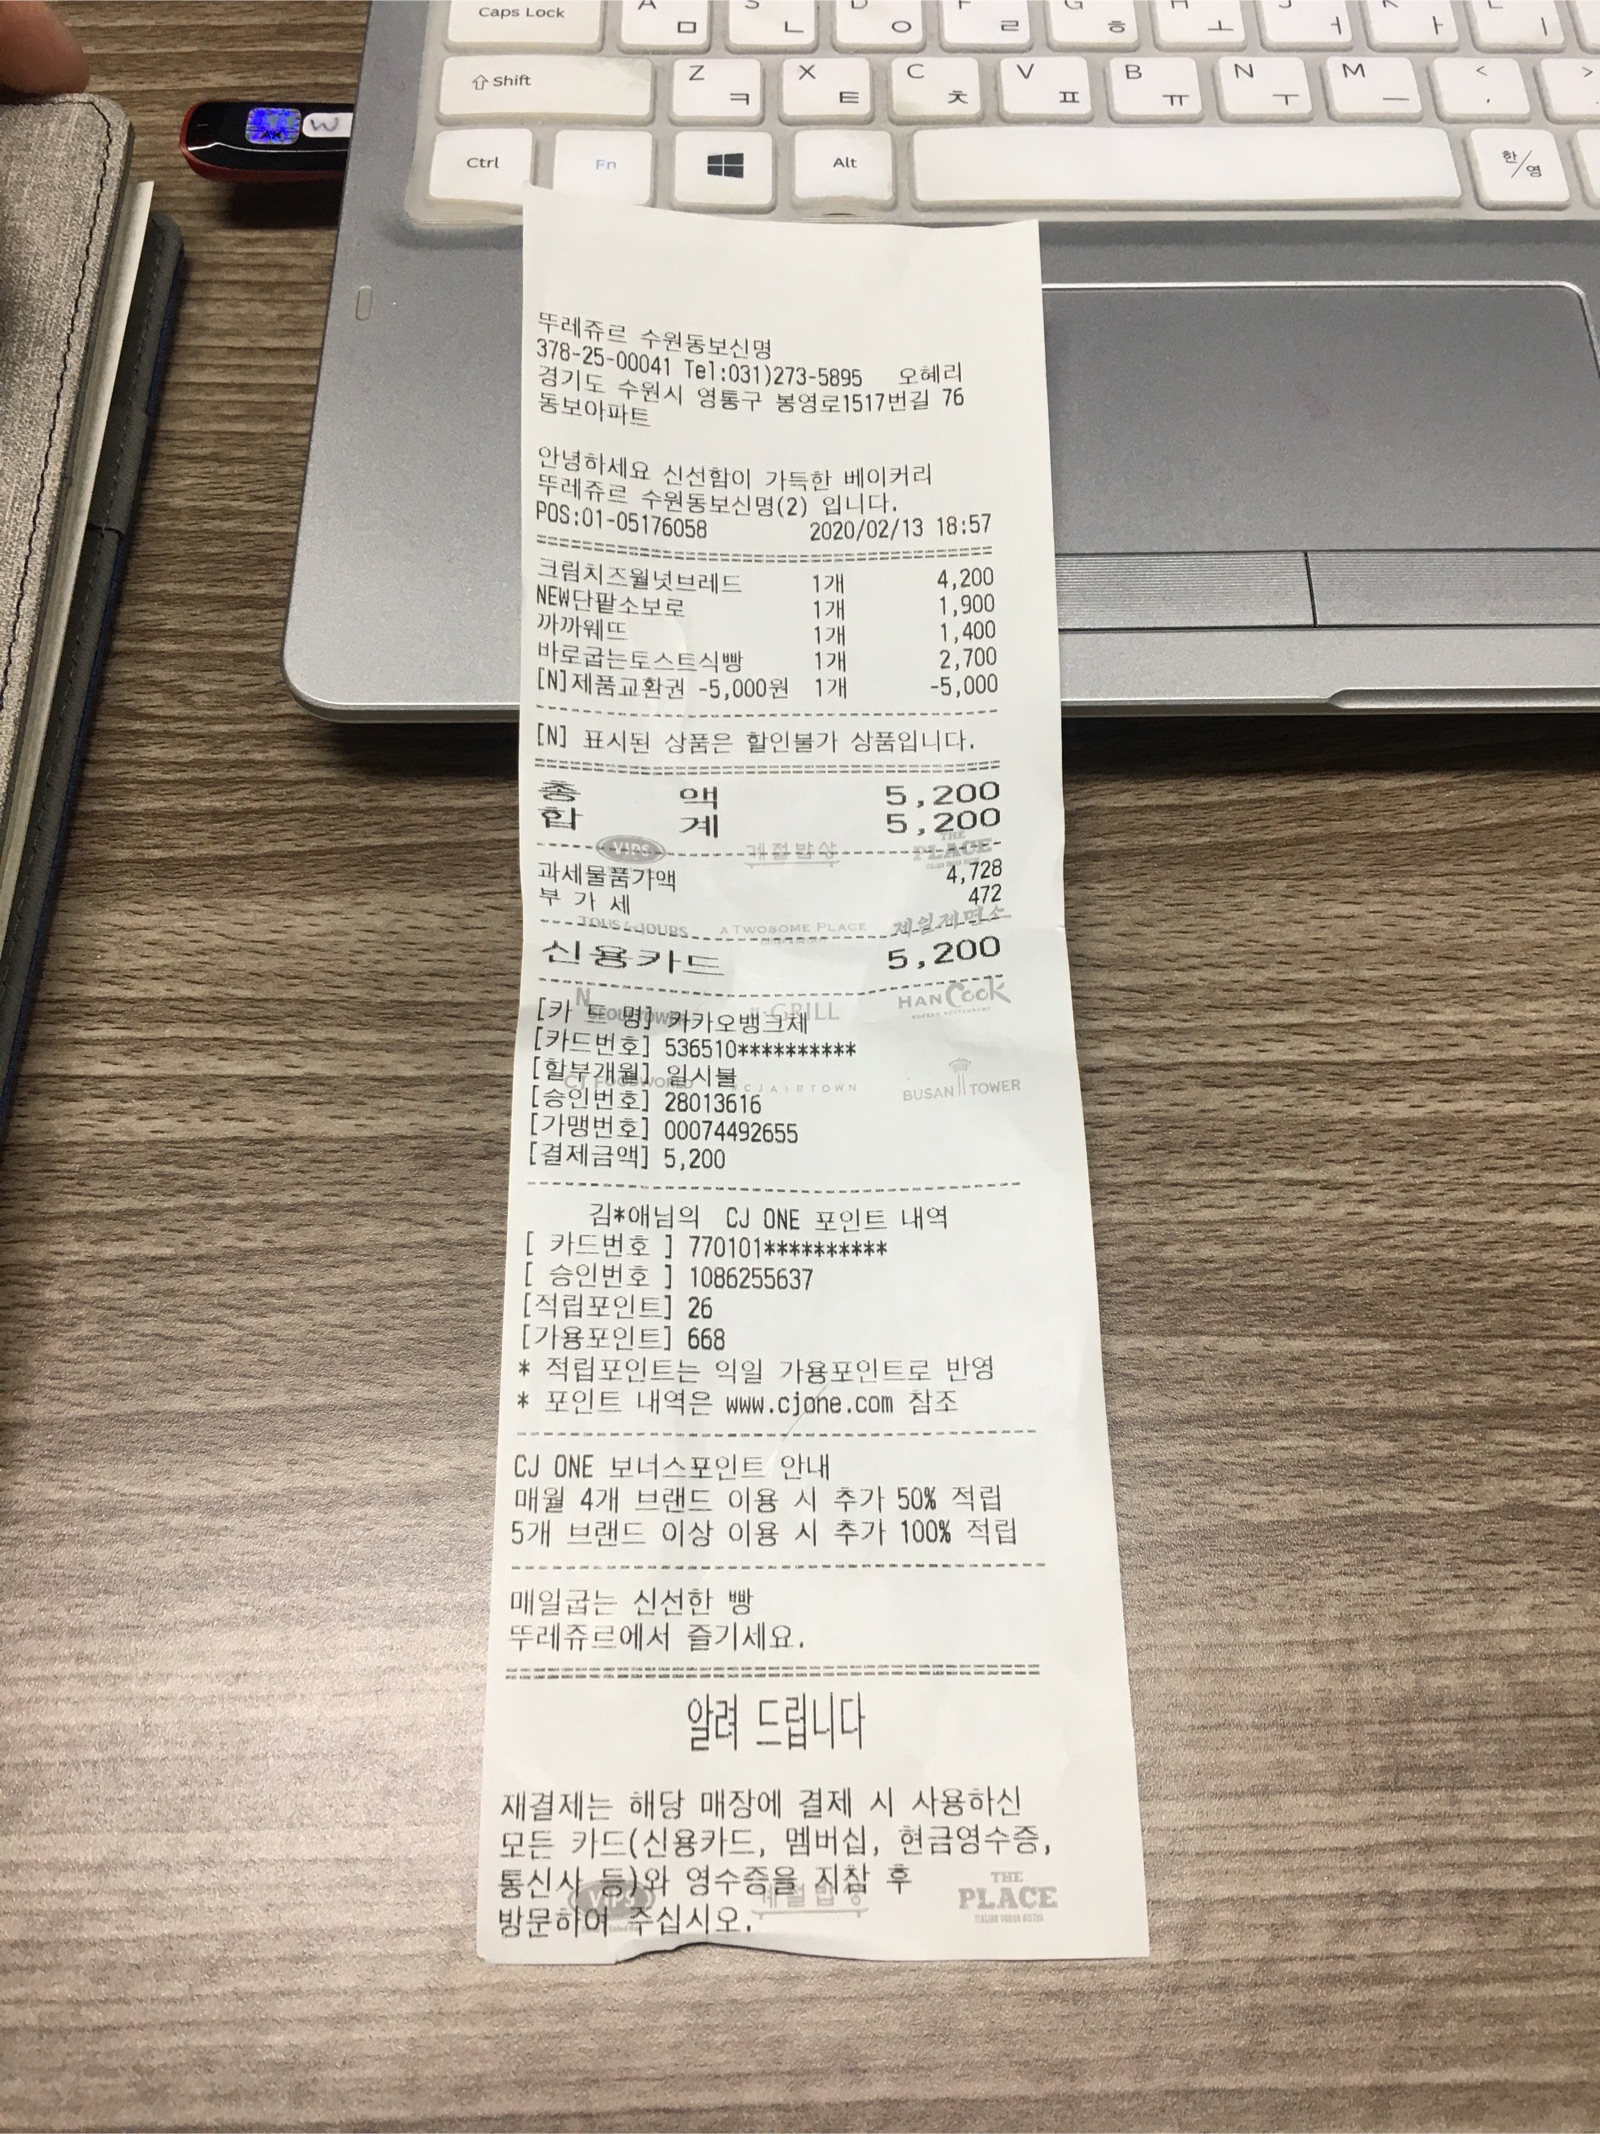 Caps Lock
A ㅁ S ㄴ D ㅇ F ㄹ G ㅎ H ㅗ J ㅓ K ㅏ L ㅣ
Shift Z ㅋ X ㅌ C ㅊ V ㅍ B ㅠ N ㅜ M ㅡ < , > .
Ctrl Fn Alt 한/영
AK W
뚜레쥬르 수원동보신명
378-25-00041 Tel:031)273-5895 오혜리
경기도 수원시 영통구 봉영로1517번길 76
동보아파트
안녕하세요 신선함이 가득한 베이커리
뚜레쥬르 수원동보신명(2) 입니다.
POS:01-05176058 2020/02/13 18:57
크림치즈월넛브레드 1개 4,200
NEW단팥소보로 1개 1,900
까까웨뜨 1개 1,400
바로굽는토스트식빵 1개 2,700
[N]제품교환권 -5,000원 1개 -5,000
[N] 표시된 상품은 할인불가 상품입니다.
총 액 5,200
합 계 5,200
VIPS 계절밥상 THE PLACE
과세물품가액 4,728
부 가 세 472
TOUS les JOURS A TWOSOME PLACE 제일제면소
신용카드 5,200
N SEOUL TOWER GRILL HAN Cook
[카 드 명] 카카오뱅크체
[카드번호] 536510**********
[할부개월] 일시불
CJ FOODWORLD CJ AIRTOWN BUSAN TOWER
[승인번호] 28013616
[가맹번호] 00074492655
[결제금액] 5,200
김*애님의 CJ ONE 포인트 내역
[ 카드번호 ] 770101**********
[ 승인번호 ] 1086255637
[적립포인트] 26
[가용포인트] 668
* 적립포인트는 익일 가용포인트로 반영
* 포인트 내역은 www.cjone.com 참조
CJ ONE 보너스포인트 안내
매월 4개 브랜드 이용 시 추가 50% 적립
5개 브랜드 이상 이용 시 추가 100% 적립
매일굽는 신선한 빵
뚜레쥬르에서 즐기세요.
알려 드립니다
재결제는 해당 매장에 결제 시 사용하신
모든 카드(신용카드, 멤버십, 현금영수증,
통신사 등)와 영수증을 지참 후
방문하여 주십시오.
VIPS 계절밥상 THE PLACE